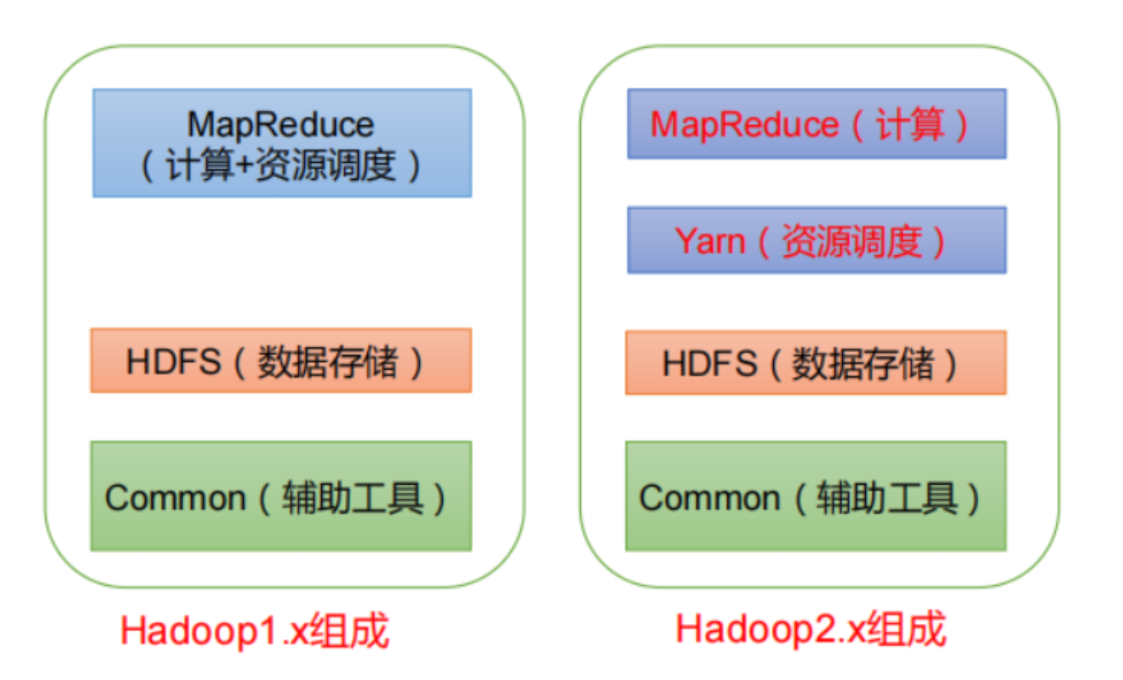 MapReduce
（计算+资源调度）
HDFS（数据存储）
Common（辅助工具）
Hadoop1.x组成
MapReduce（计算）
Yarn（资源调度）
HDFS（数据存储）
Common（辅助工具）
Hadoop2.x组成